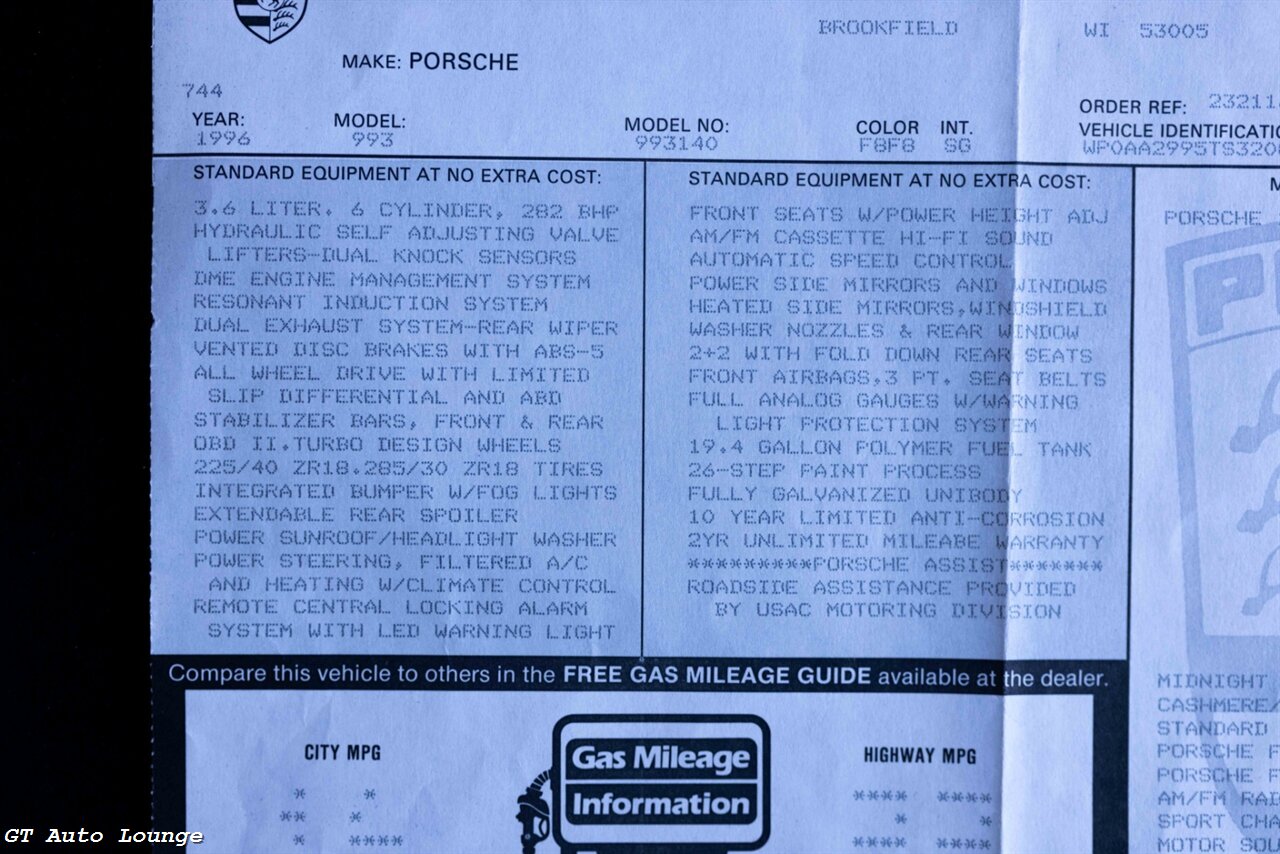 BROOKFIELD WI 53005
MAKE: PORSCHE
744
YEAR: MODEL: MODEL NO: COLOR INT. ORDER REF: 23211
1996 993 993140 F8F8 SG VEHICLE IDENTIFICATIO
WP0AA2995TS320
STANDARD EQUIPMENT AT NO EXTRA COST:
3.6 LITER, 6 CYLINDER, 282 BHP
HYDRAULIC SELF ADJUSTING VALVE
LIFTERS-DUAL KNOCK SENSORS
DME ENGINE MANAGEMENT SYSTEM
RESONANT INDUCTION SYSTEM
DUAL EXHAUST SYSTEM-REAR WIPER
VENTED DISC BRAKES WITH ABS-5
ALL WHEEL DRIVE WITH LIMITED
SLIP DIFFERENTIAL AND ABD
STABILIZER BARS, FRONT & REAR
OBD II.TURBO DESIGN WHEELS
225/40 ZR18.285/30 ZR18 TIRES
INTEGRATED BUMPER W/FOG LIGHTS
EXTENDABLE REAR SPOILER
POWER SUNROOF/HEADLIGHT WASHER
POWER STEERING, FILTERED A/C
AND HEATING W/CLIMATE CONTROL
REMOTE CENTRAL LOCKING ALARM
SYSTEM WITH LED WARNING LIGHT
STANDARD EQUIPMENT AT NO EXTRA COST:
FRONT SEATS W/POWER HEIGHT ADJ
AM/FM CASSETTE HI-FI SOUND
AUTOMATIC SPEED CONTROL
POWER SIDE MIRRORS AND WINDOWS
HEATED SIDE MIRRORS,WINDSHIELD
WASHER NOZZLES & REAR WINDOW
2+2 WITH FOLD DOWN REAR SEATS
FRONT AIRBAGS,3 PT. SEAT BELTS
FULL ANALOG GAUGES W/WARNING
LIGHT PROTECTION SYSTEM
19.4 GALLON POLYMER FUEL TANK
26-STEP PAINT PROCESS
FULLY GALVANIZED UNIBODY
10 YEAR LIMITED ANTI-CORROSION
2YR UNLIMITED MILEABE WARRANTY
*********PORSCHE ASSIST*******
ROADSIDE ASSISTANCE PROVIDED
BY USAC MOTORING DIVISION
M
PORSCHE
MIDNIGHT
CASHMERE/
STANDARD
PORSCHE F
PORSCHE F
AM/FM RAD
SPORT CHA
MOTOR SOU
Compare this vehicle to others in the FREE GAS MILEAGE GUIDE available at the dealer.
CITY MPG
* *
** *
* ****
Gas Mileage
Information
HIGHWAY MPG
**** ****
* *
**** ****
GT Auto Lounge